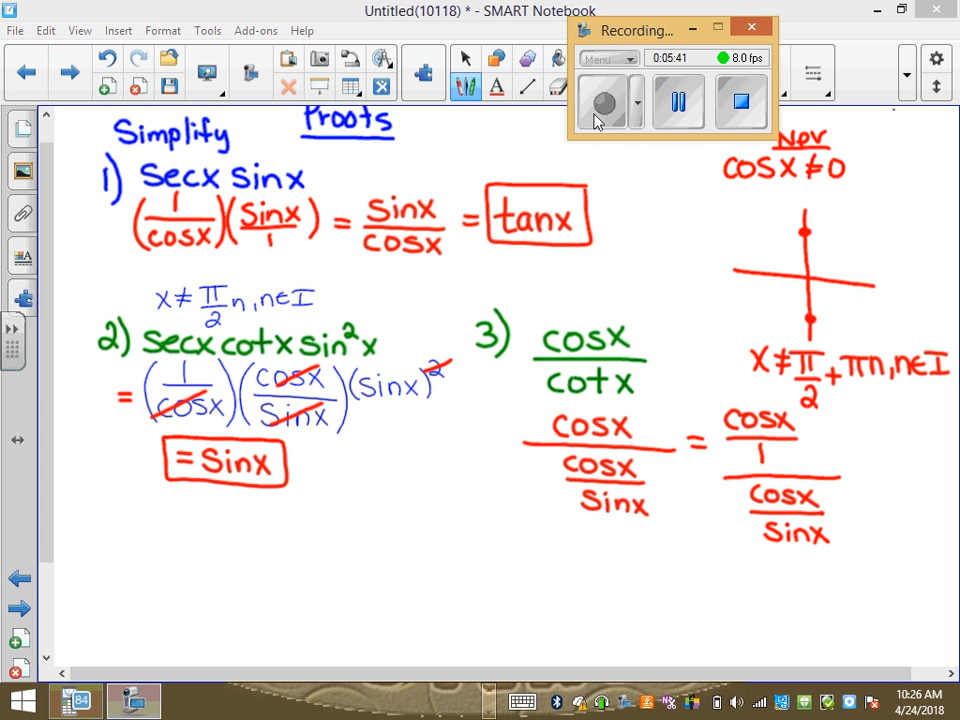 Untitled(10118) * - SMART Notebook
File Edit View Insert Format Tools Add-ons Help
Recording...
Menu 0:05:41 8.0 fps
Proofs
Simplify
1) Secx sinx
(1/cosx)(sinx/1) = sinx/cosx = tanx
NPV
cosx ≠ 0
x ≠ π/2 + πn, n∈I
x ≠ π/2 n, n∈I
2) secx cotx sin²x
= (1/cosx)(cosx/sinx)(sinx)²
= sinx
3) cosx/cotx
cosx/(cosx/sinx) = (cosx/1)/(cosx/sinx)
84
10:26 AM
4/24/2018